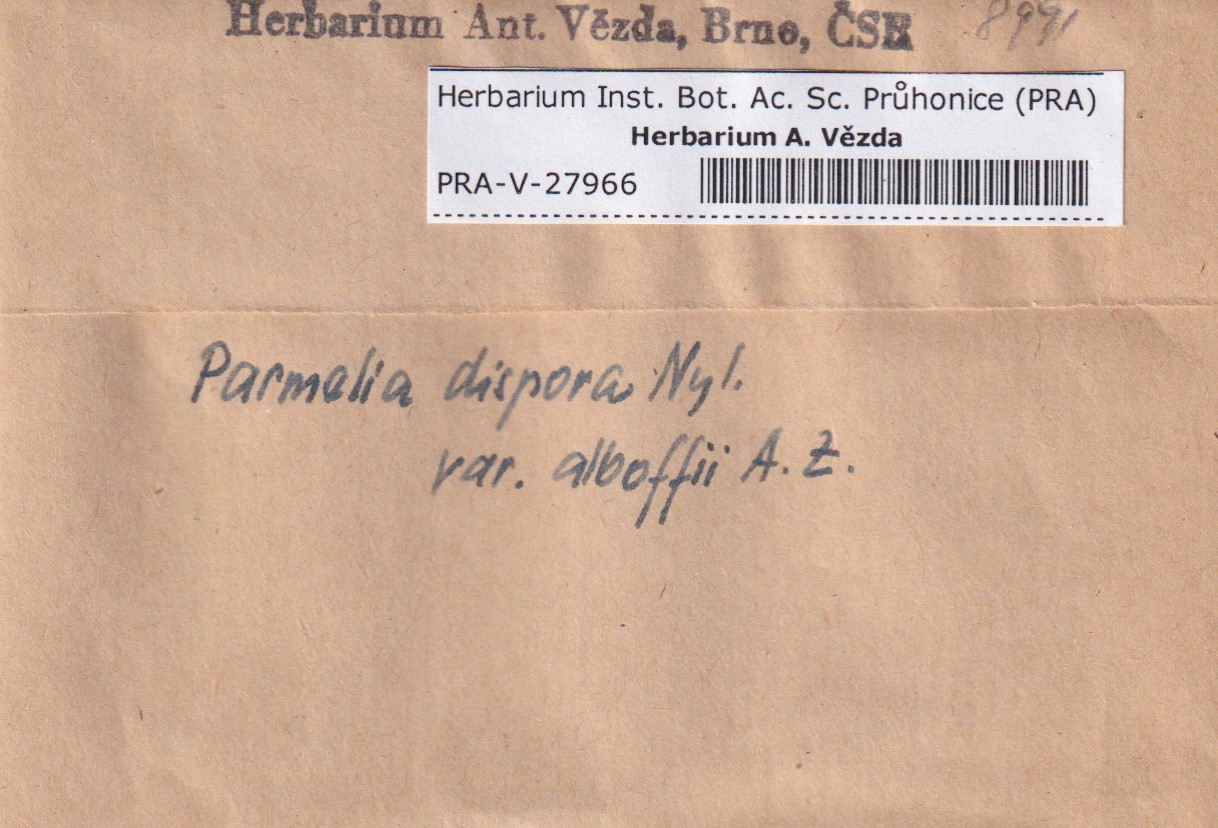 Herbarium Ant. Vězda, Brno, ČSR
Herbarium Inst. Bot. Ac. Sc. Průhonice (PRA)
Herbarium A. Vězda
PRA-V-27966
Parmelia dispora Nyl.
var. alboffii A. Z.